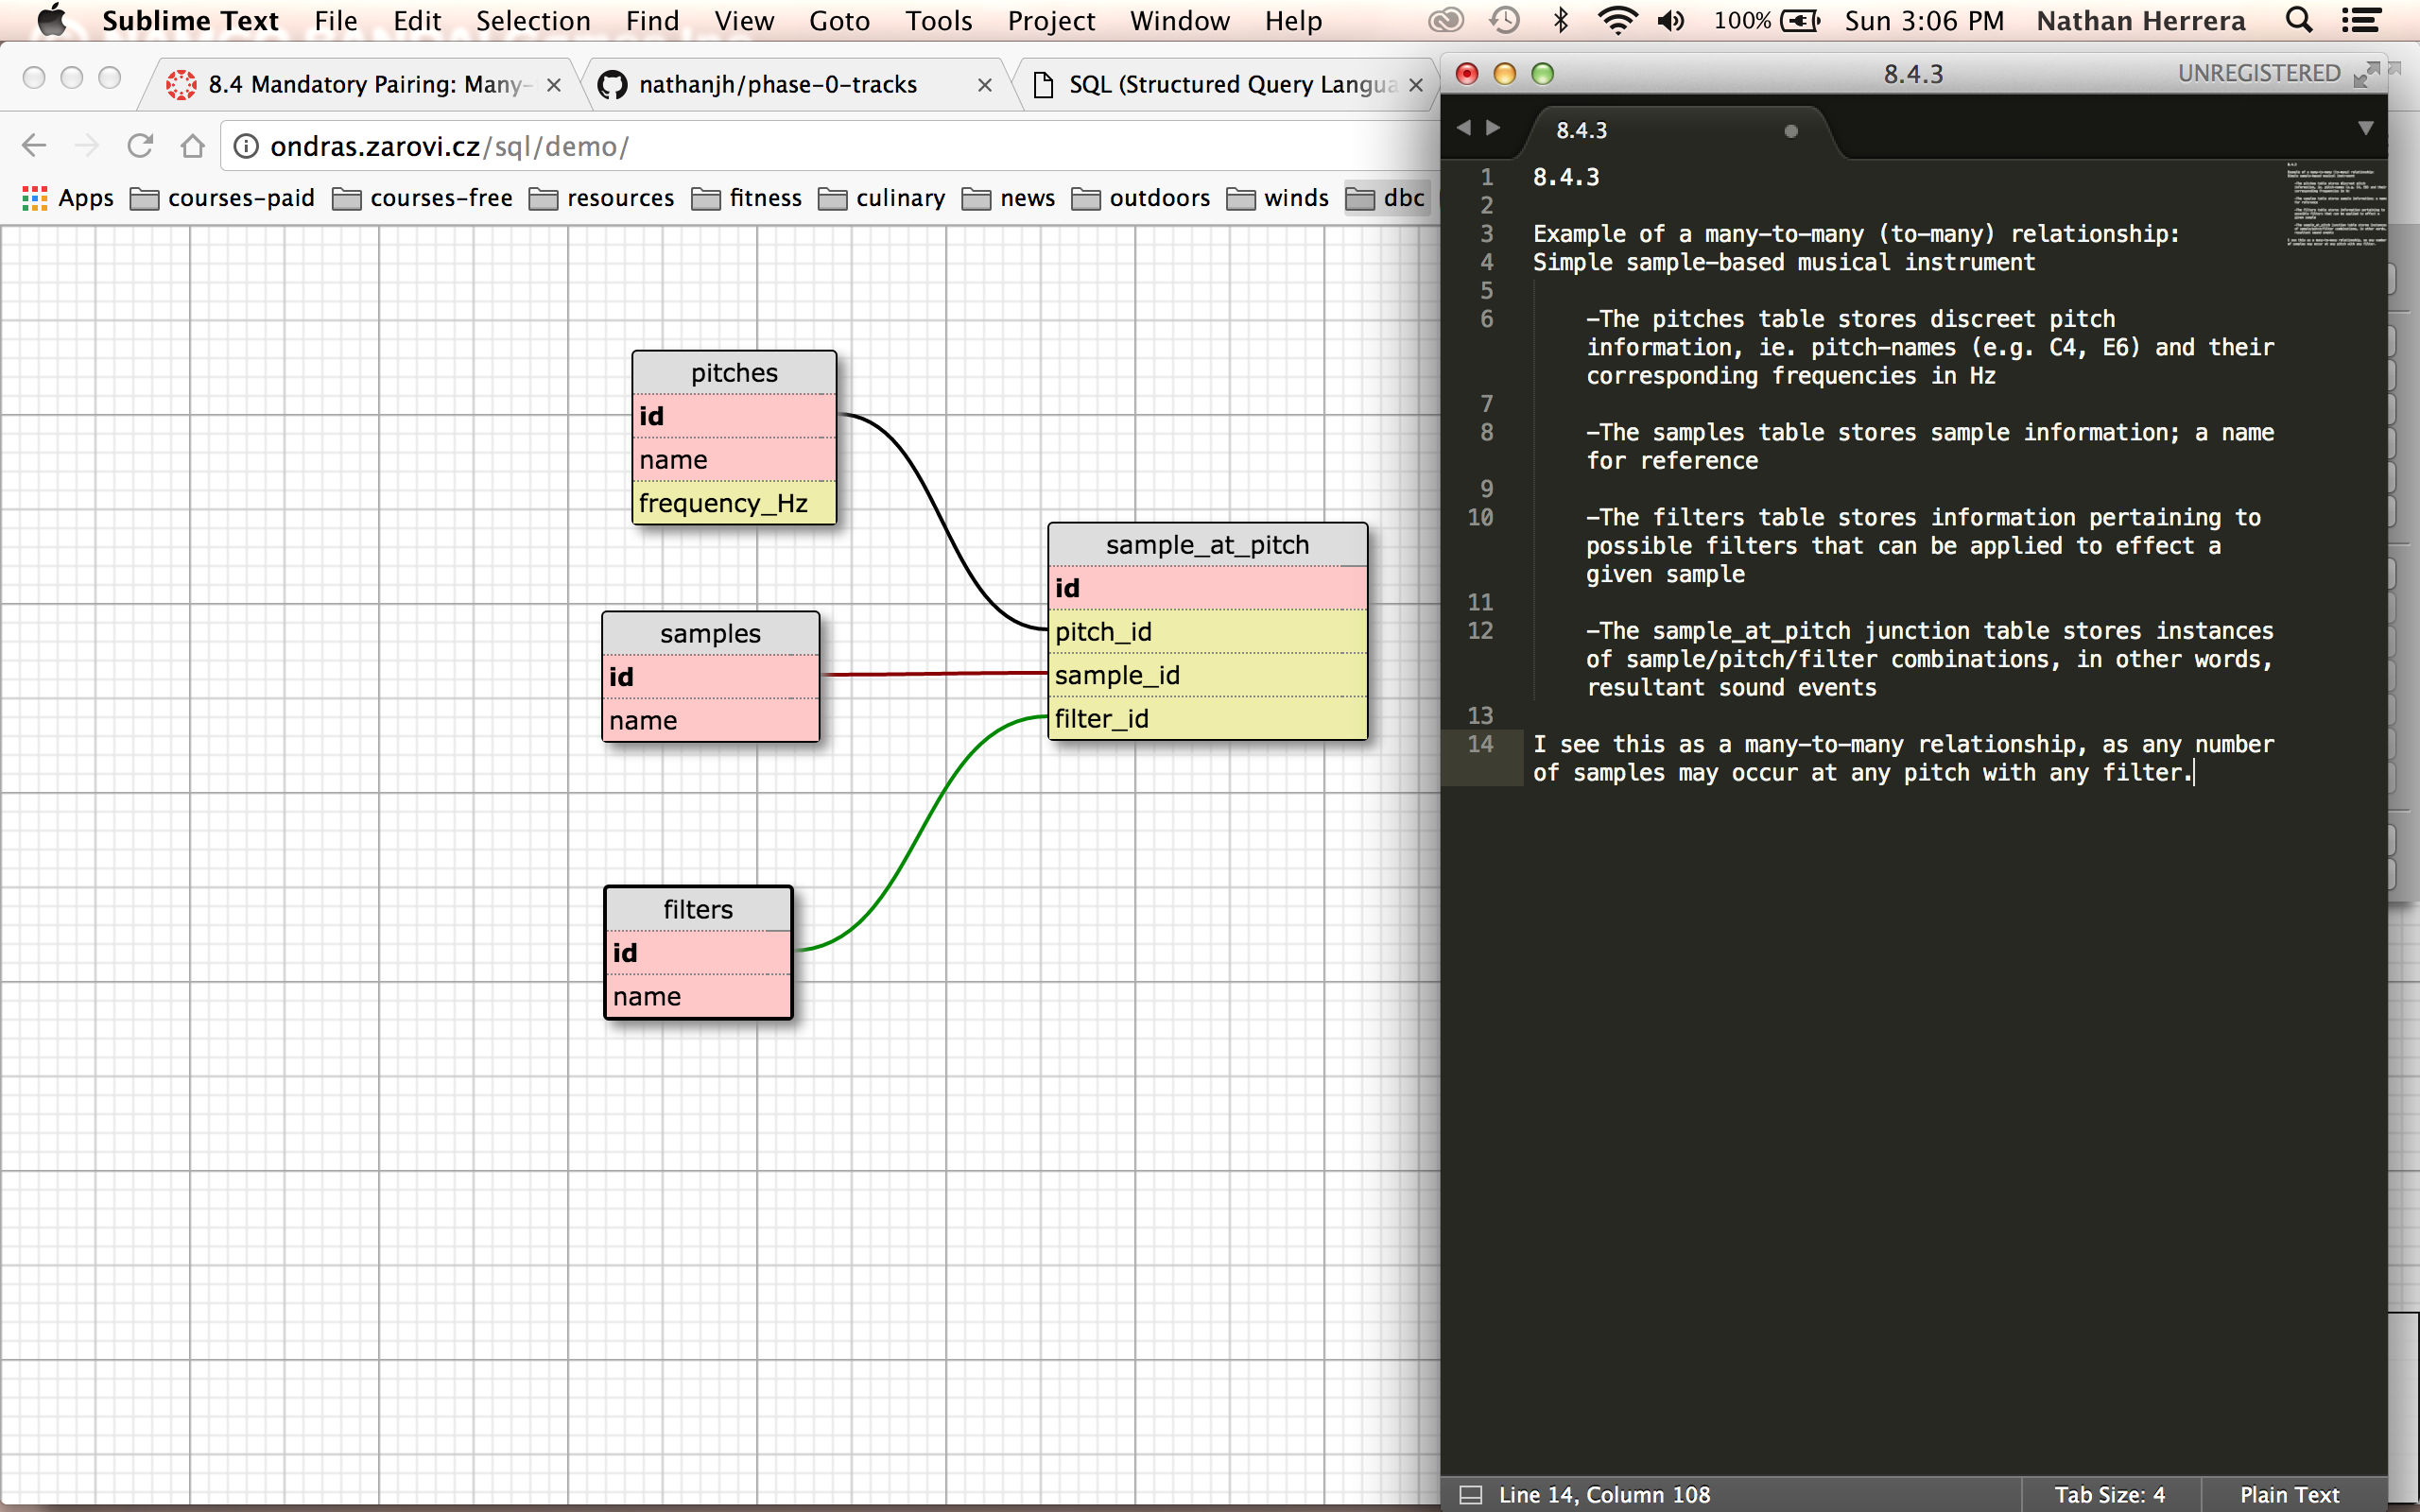 Sublime Text File Edit Selection Find View Goto Tools Project Window Help 100% Sun 3:06 PM Nathan Herrera
8.4 Mandatory Pairing: Many- nathanjh/phase-0-tracks SQL (Structured Query Langua
ondras.zarovi.cz/sql/demo/
Apps courses-paid courses-free resources fitness culinary news outdoors winds dbc
pitches
id
name
frequency_Hz
samples
id
name
filters
id
name
sample_at_pitch
id
pitch_id
sample_id
filter_id
8.4.3 UNREGISTERED
8.4.3
1 8.4.3
2
3 Example of a many-to-many (to-many) relationship:
4 Simple sample-based musical instrument
5
6 -The pitches table stores discreet pitch
information, ie. pitch-names (e.g. C4, E6) and their
corresponding frequencies in Hz
7
8 -The samples table stores sample information; a name
for reference
9
10 -The filters table stores information pertaining to
possible filters that can be applied to effect a
given sample
11
12 -The sample_at_pitch junction table stores instances
of sample/pitch/filter combinations, in other words,
resultant sound events
13
14 I see this as a many-to-many relationship, as any number
of samples may occur at any pitch with any filter.
Line 14, Column 108 Tab Size: 4 Plain Text